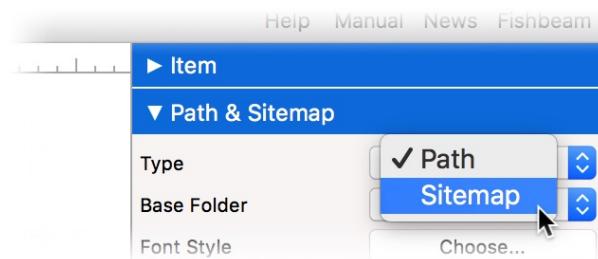 Help Manual News Fishbeam
▶ Item
▼ Path & Sitemap
Type ✓ Path
Sitemap
Base Folder
Font Style Choose...